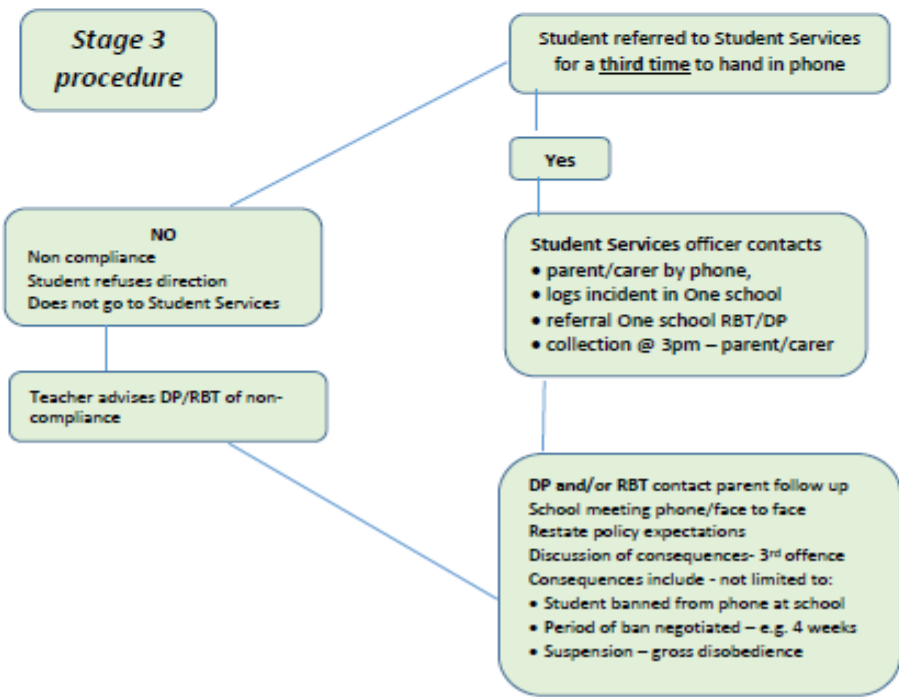 Stage 3
procedure
Student referred to Student Services
for a third time to hand in phone
Yes
NO
Non compliance
Student refuses direction
Does not go to Student Services
Student Services officer contacts
• parent/carer by phone,
• logs incident in One school
• referral One school RBT/DP
• collection @ 3pm – parent/carer
Teacher advises DP/RBT of non-
compliance
DP and/or RBT contact parent follow up
School meeting phone/face to face
Restate policy expectations
Discussion of consequences- 3rd offence
Consequences include - not limited to:
• Student banned from phone at school
• Period of ban negotiated – e.g. 4 weeks
• Suspension – gross disobedience